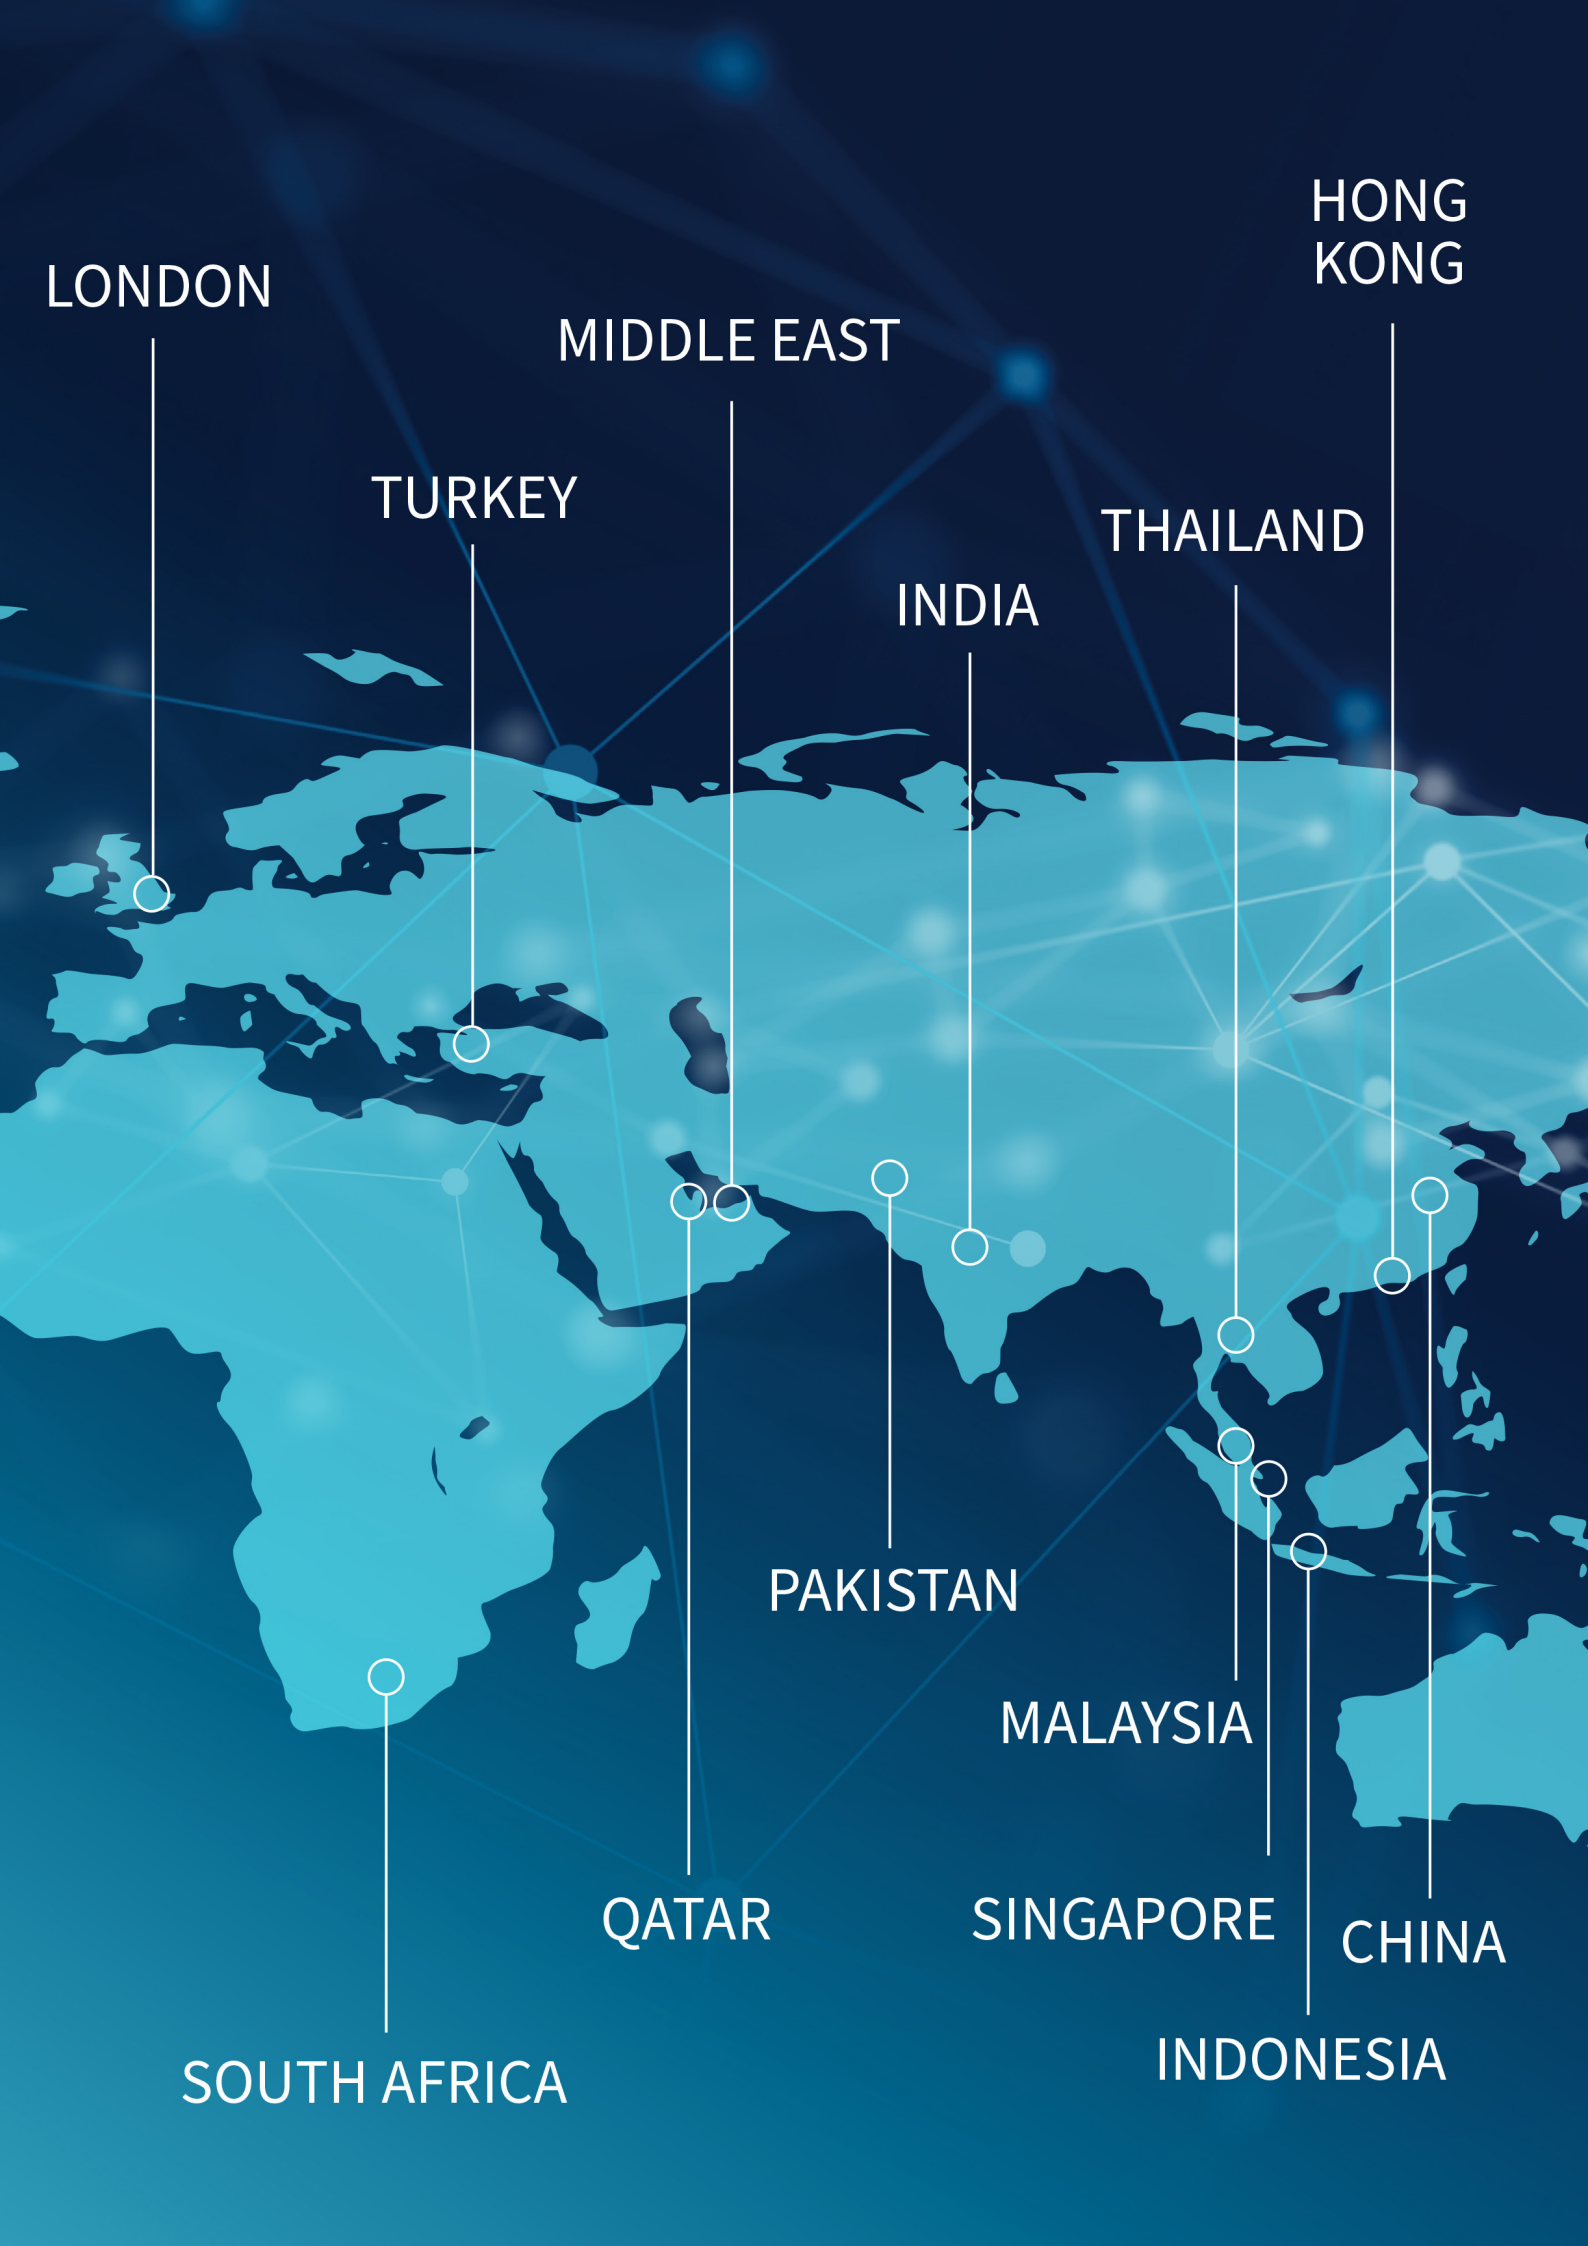 HONG
KONG
LONDON
MIDDLE EAST
TURKEY
THAILAND
INDIA
PAKISTAN
MALAYSIA
QATAR
SINGAPORE
CHINA
INDONESIA
SOUTH AFRICA